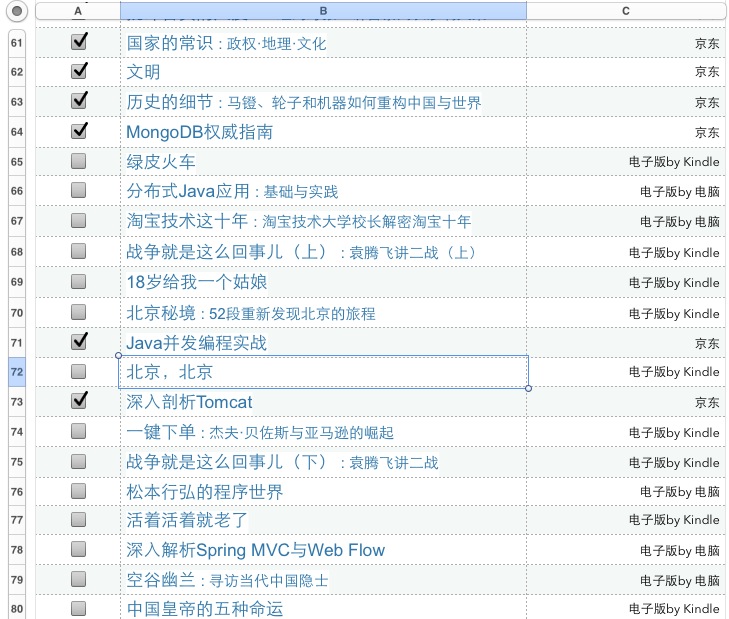 A B C
61 国家的常识：政权·地理·文化 京东
62 文明 京东
63 历史的细节：马镫、轮子和机器如何重构中国与世界 京东
64 MongoDB权威指南 京东
65 绿皮火车 电子版by Kindle
66 分布式Java应用：基础与实践 电子版by 电脑
67 淘宝技术这十年：淘宝技术大学校长解密淘宝十年 电子版by 电脑
68 战争就是这么回事儿（上）：袁腾飞讲二战（上） 电子版by Kindle
69 18岁给我一个姑娘 电子版by Kindle
70 北京秘境：52段重新发现北京的旅程 电子版by Kindle
71 Java并发编程实战 京东
72 北京，北京 电子版by Kindle
73 深入剖析Tomcat 京东
74 一键下单：杰夫·贝佐斯与亚马逊的崛起 电子版by Kindle
75 战争就是这么回事儿（下）：袁腾飞讲二战 电子版by Kindle
76 松本行弘的程序世界 电子版by 电脑
77 活着活着就老了 电子版by Kindle
78 深入解析Spring MVC与Web Flow 电子版by 电脑
79 空谷幽兰：寻访当代中国隐士 电子版by 电脑
80 中国皇帝的五种命运 电子版by Kindle